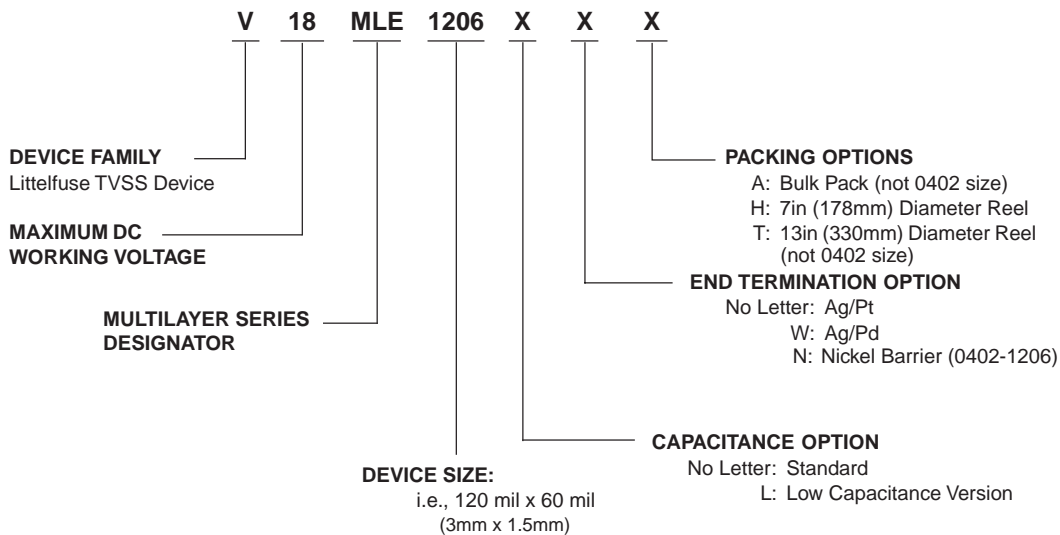 V 18 MLE 1206 X X X
DEVICE FAMILY
Littelfuse TVSS Device
MAXIMUM DC
WORKING VOLTAGE
MULTILAYER SERIES
DESIGNATOR
DEVICE SIZE:
i.e., 120 mil x 60 mil
(3mm x 1.5mm)
PACKING OPTIONS
A: Bulk Pack (not 0402 size)
H: 7in (178mm) Diameter Reel
T: 13in (330mm) Diameter Reel
(not 0402 size)
END TERMINATION OPTION
No Letter: Ag/Pt
W: Ag/Pd
N: Nickel Barrier (0402-1206)
CAPACITANCE OPTION
No Letter: Standard
L: Low Capacitance Version